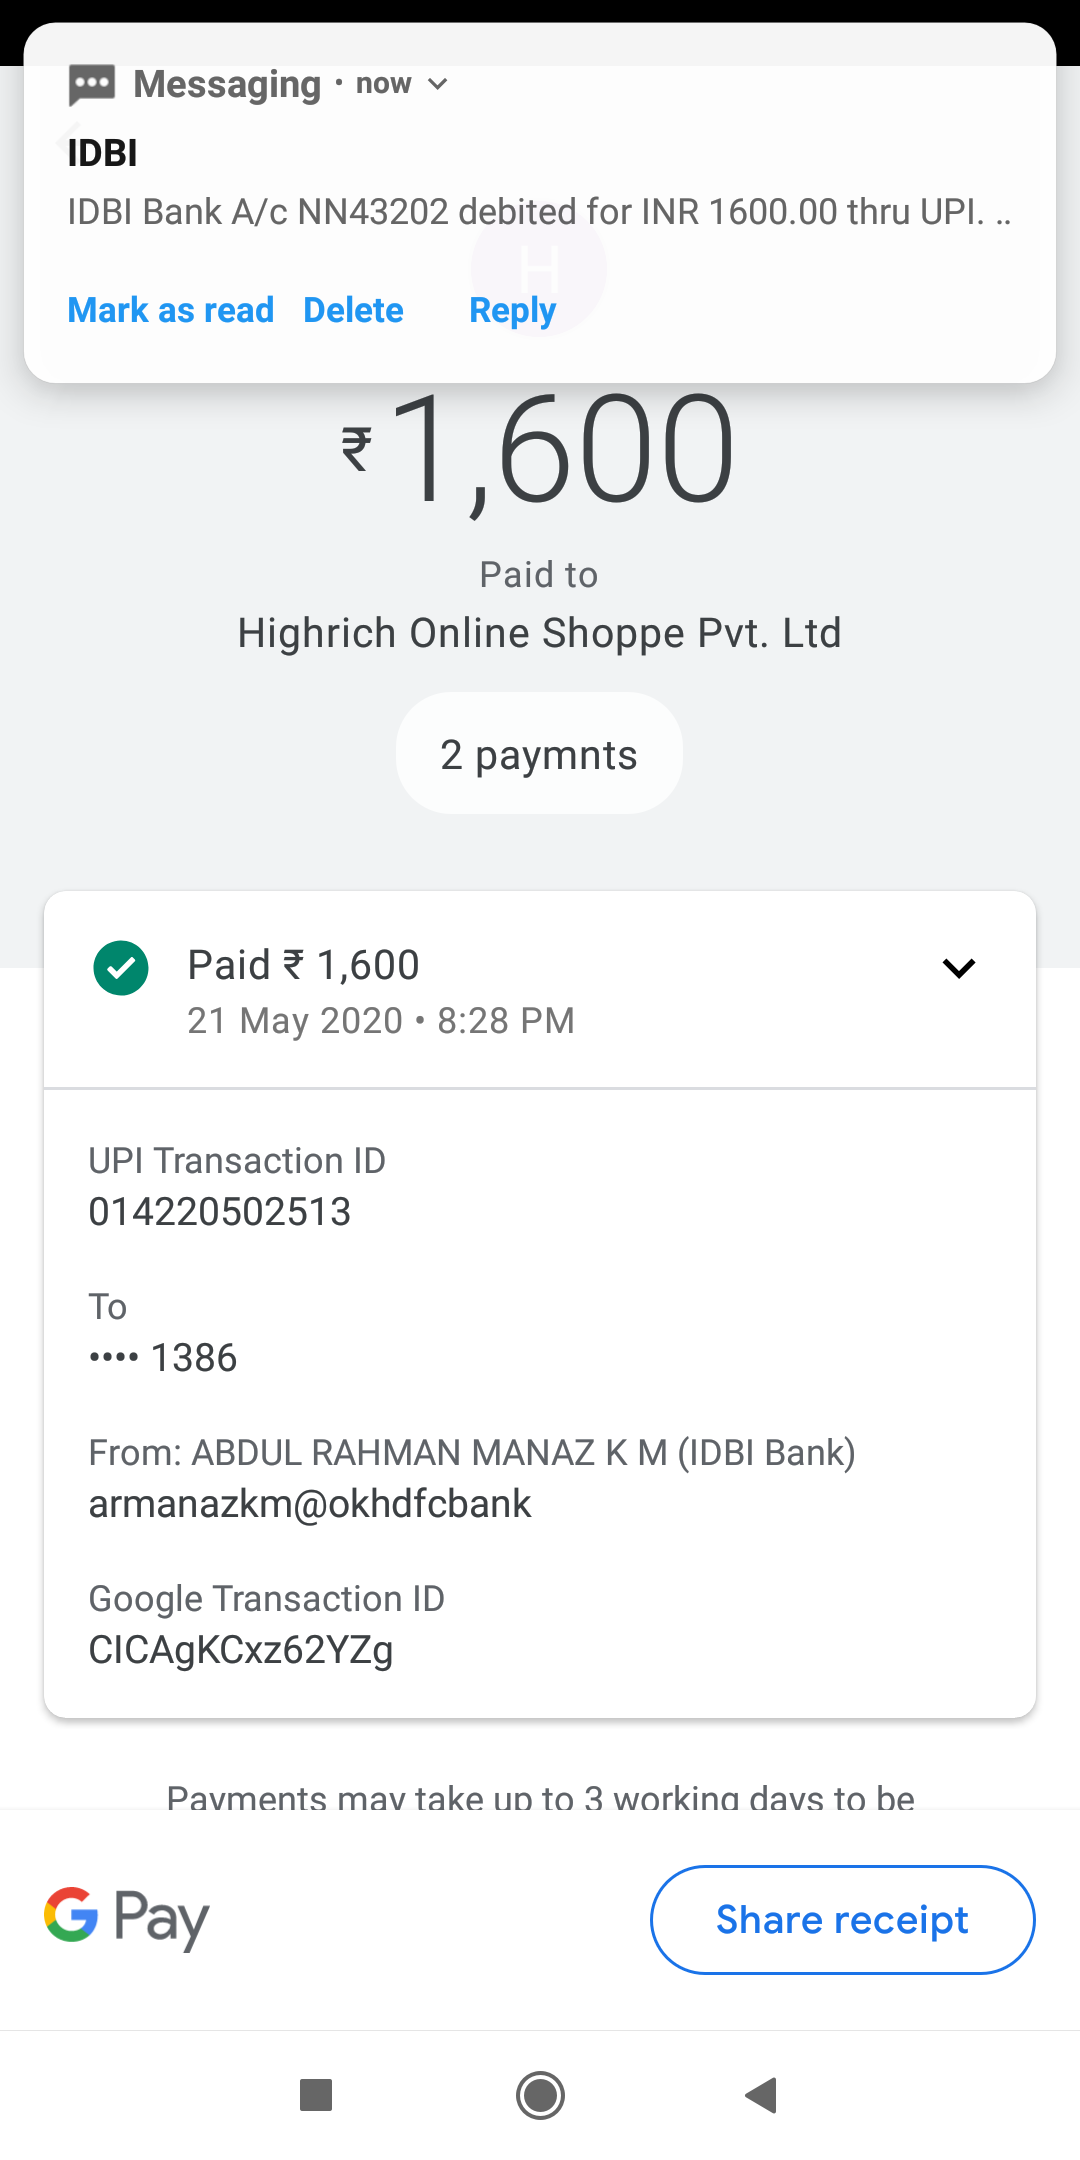 Messaging • now
IDBI
IDBI Bank A/c NN43202 debited for INR 1600.00 thru UPI. ..
Mark as read Delete Reply
H
₹1,600
Paid to
Highrich Online Shoppe Pvt. Ltd
2 paymnts
Paid ₹ 1,600
21 May 2020 • 8:28 PM
UPI Transaction ID
014220502513
To
•••• 1386
From: ABDUL RAHMAN MANAZ K M (IDBI Bank)
armanazkm@okhdfcbank
Google Transaction ID
CICAgKCxz62YZg
Payments may take up to 3 working days to be
G Pay
Share receipt